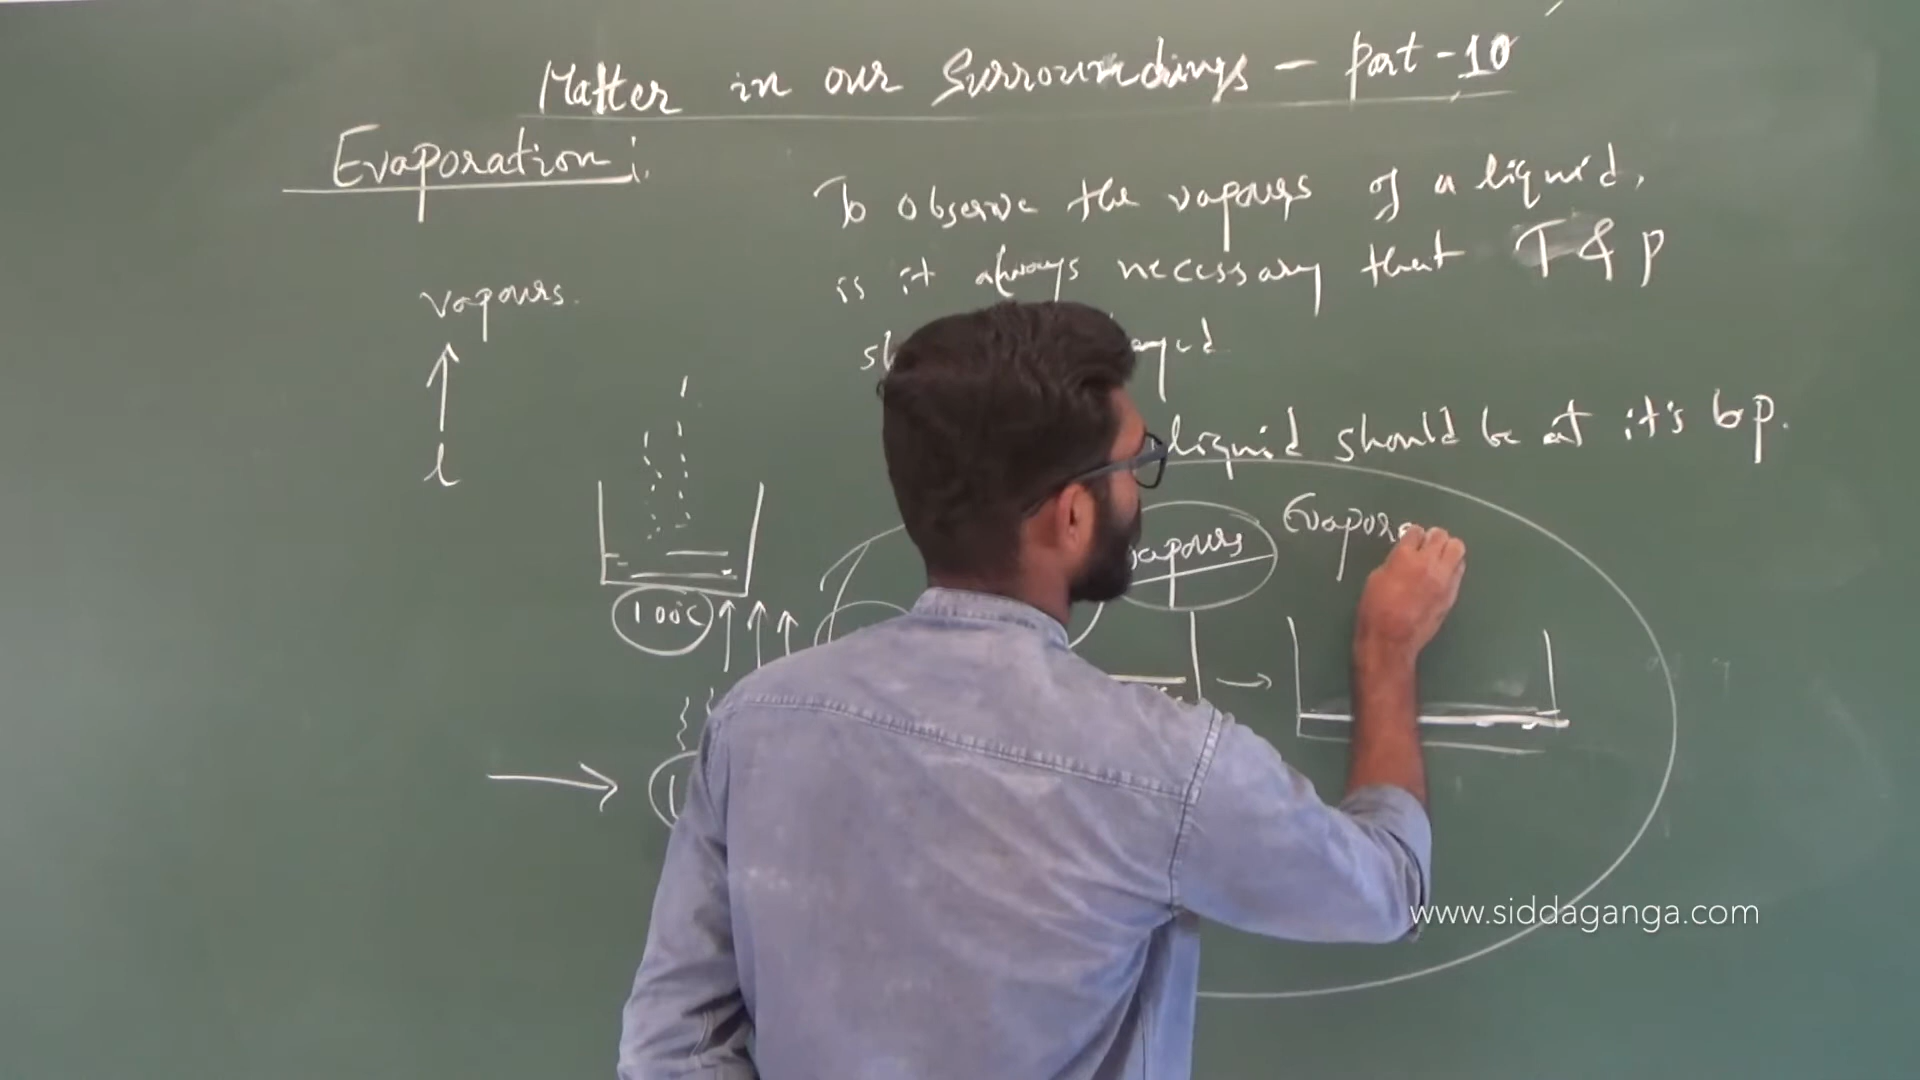 Matter in our Surroundings - Part-10
Evaporation:
To observe the vapours of a liquid,
is it always necessary that T & P
vapours.
liquid should be at it's bp.
l
vapours
Evapora
100°C
www.siddaganga.com